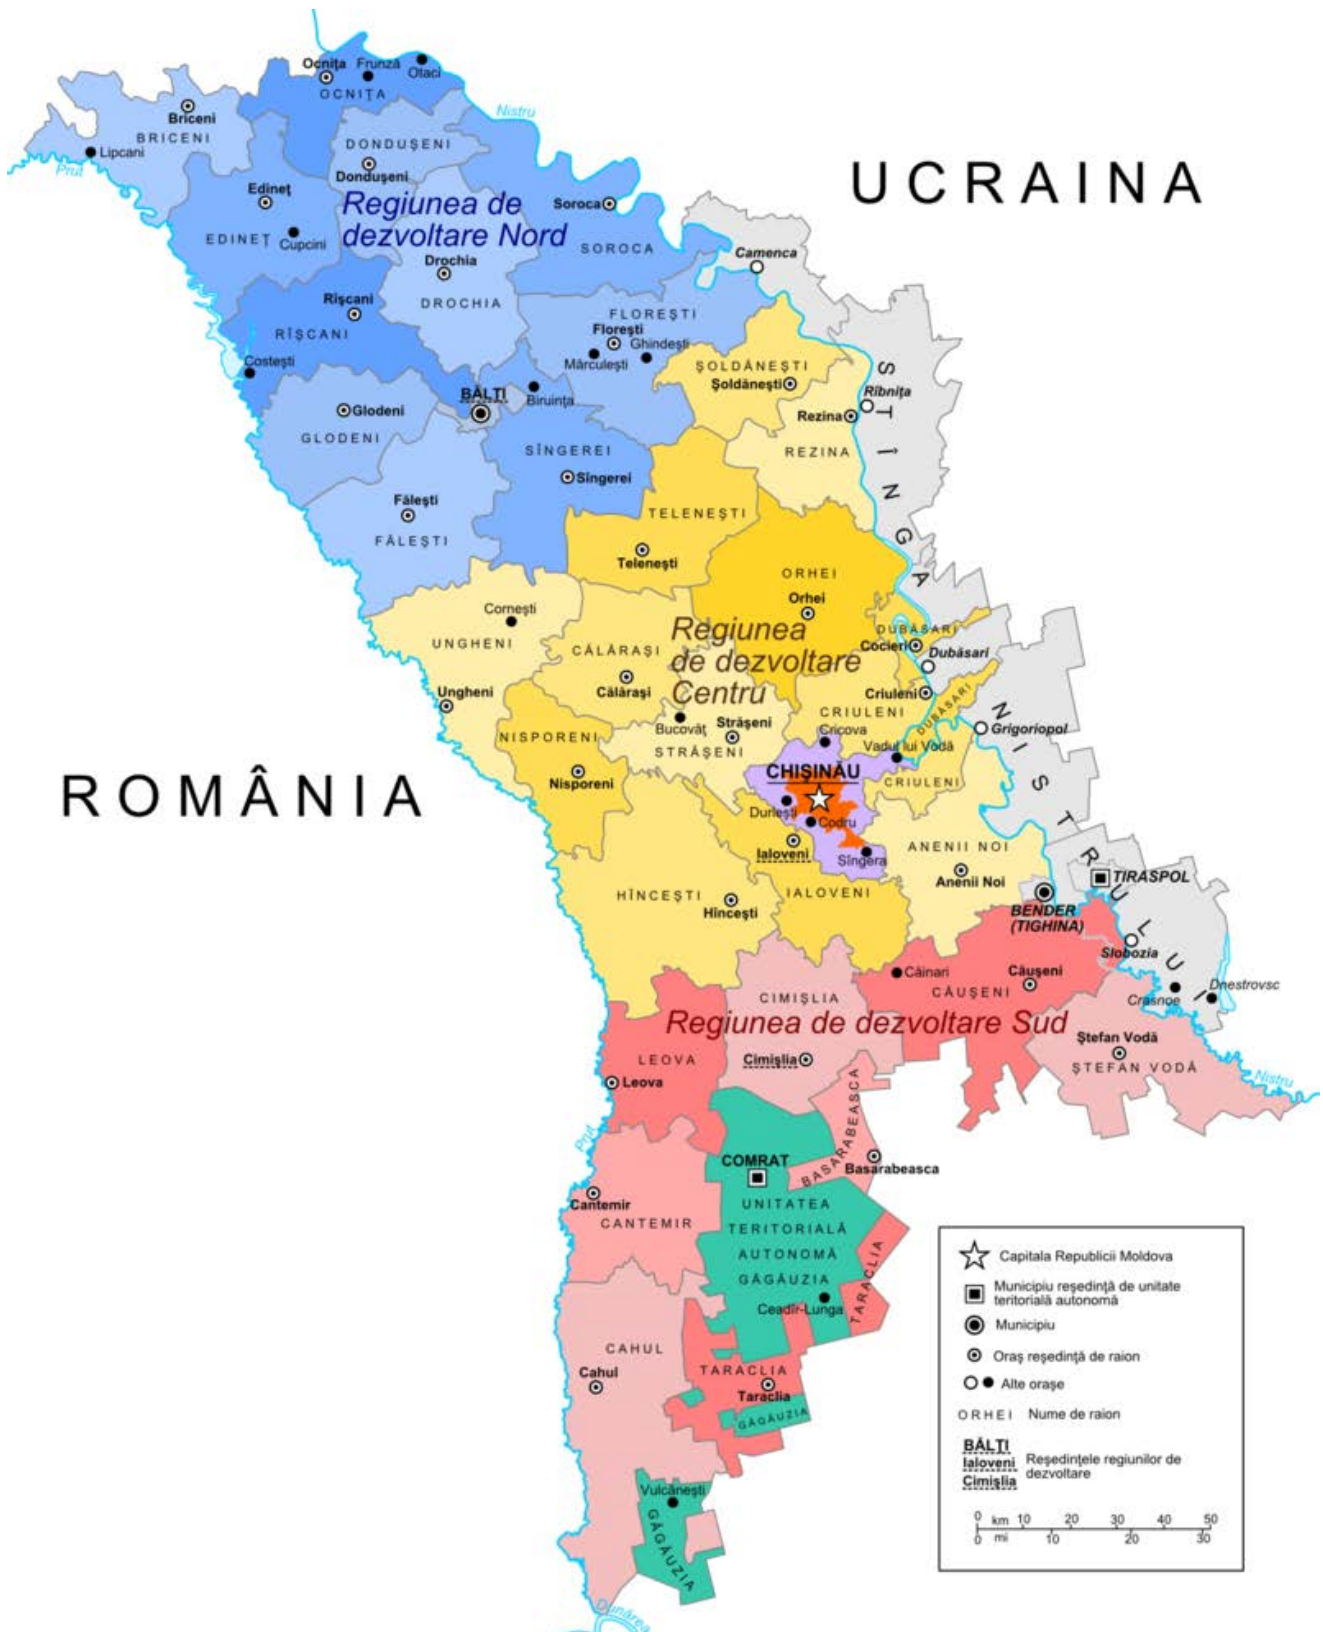 Ocnița
Frunză
Otaci
OCNIȚA
Nistru
Briceni
BRICENI
Lipcani
Prut
DONDUȘENI
Dondușeni
UCRAINA
Edineț
Cupcini
EDINEȚ
Regiunea de
dezvoltare Nord
Soroca
SOROCA
Camenca
Drochia
DROCHIA
Rîșcani
RÎȘCANI
FLOREȘTI
Florești
Ghindești
Mărculești
Costești
ȘOLDĂNEȘTI
Șoldănești
STÎNGA
Rîbnița
BĂLȚI
Biruința
Glodeni
GLODENI
Rezina
REZINA
SÎNGEREI
Sîngerei
Fălești
FĂLEȘTI
TELENEȘTI
Telenești
ORHEI
Orhei
Cornești
UNGHENI
Ungheni
CĂLĂRAȘI
Călărași
Regiunea
de dezvoltare
Centru
DUBĂSARI
Cocieri
Dubăsari
Criuleni
DUBĂSARI
CRIULENI
NISTRULUI
Grigoriopol
Bucovăț
Strășeni
STRĂȘENI
Cricova
Vadul lui Vodă
NISPORENI
Nisporeni
ROMÂNIA
CHIȘINĂU
CRIULENI
Durlești
Codru
Ialoveni
Sîngera
ANENII NOI
Anenii Noi
TIRASPOL
HÎNCEȘTI
Hîncești
IALOVENI
BENDER
(TIGHINA)
Slobozia
Căinari
Căușeni
CĂUȘENI
Crasnoe
Dnestrovsc
CIMIȘLIA
Regiunea de dezvoltare Sud
Cimișlia
LEOVA
Leova
Ștefan Vodă
ȘTEFAN VODĂ
Nistru
BASARABEASCA
Basarabeasca
Prut
COMRAT
Cantemir
CANTEMIR
UNITATEA
TERITORIALĂ
AUTONOMĂ
GĂGĂUZIA
TARACLIA
Ceadîr-Lunga
CAHUL
Cahul
TARACLIA
Taraclia
GĂGĂUZIA
Vulcănești
GĂGĂUZIA
Dunărea
Capitala Republicii Moldova
Municipiu reședință de unitate
teritorială autonomă
Municipiu
Oraș reședință de raion
Alte orașe
ORHEI Nume de raion
BĂLȚI
Ialoveni
Cimișlia
Reședințele regiunilor de
dezvoltare
0 km 10 20 30 40 50
0 mi 10 20 30